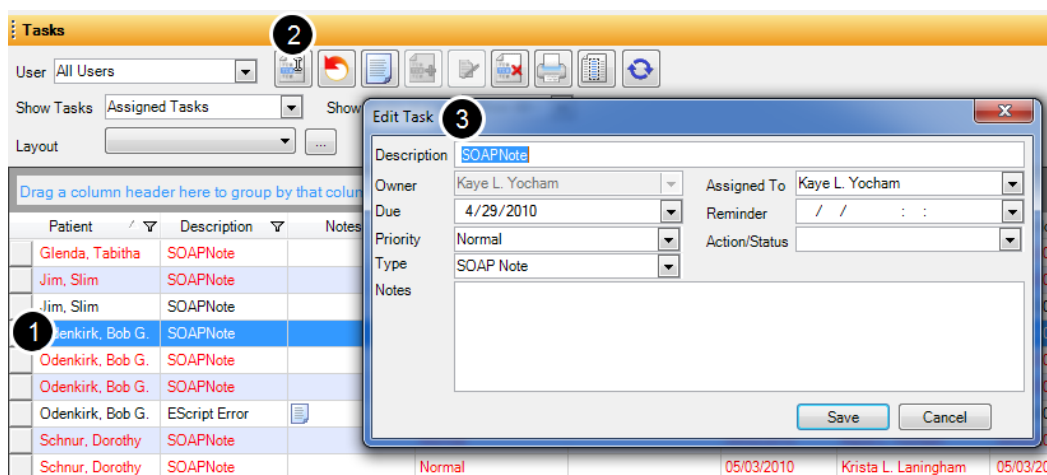 Tasks
2
User All Users
Show Tasks Assigned Tasks Show
Layout ...
Edit Task 3
Description SOAPNote
Owner Kaye L. Yocham Assigned To Kaye L. Yocham
Due 4/29/2010 Reminder / / : :
Priority Normal Action/Status
Type SOAP Note
Notes
Save Cancel
Drag a column header here to group by that colum
Patient Description Notes
Glenda, Tabitha SOAPNote
Jim, Slim SOAPNote
Jim, Slim SOAPNote
1 denkirk, Bob G. SOAPNote
Odenkirk, Bob G. SOAPNote
Odenkirk, Bob G. SOAPNote
Odenkirk, Bob G. EScript Error
Schnur, Dorothy SOAPNote
Schnur, Dorothy SOAPNote Normal 05/03/2010 Krista L. Laningham 05/03/20